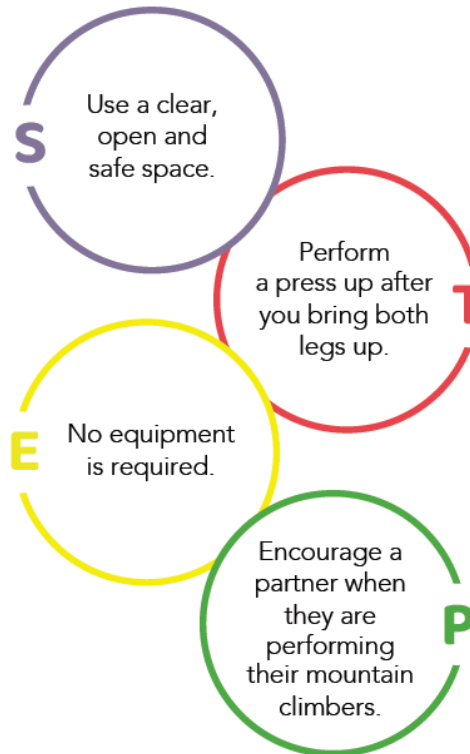 S
Use a clear,
open and
safe space.
T
Perform
a press up after
you bring both
legs up.
E
No equipment
is required.
P
Encourage a
partner when
they are
performing
their mountain
climbers.